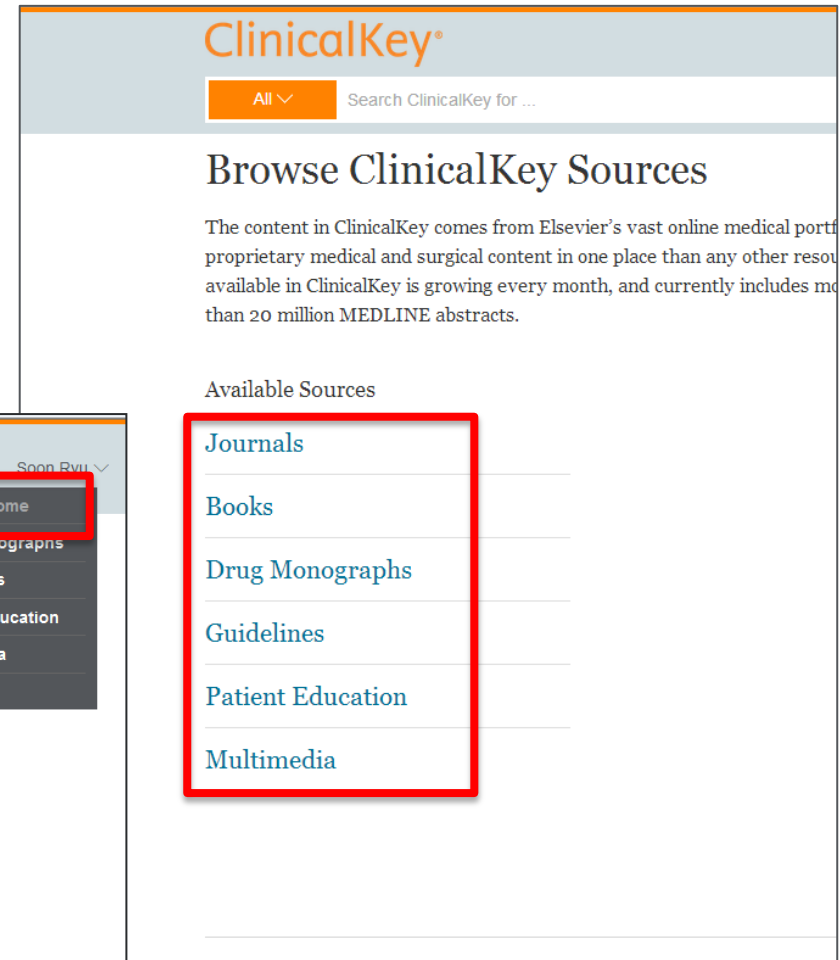 ClinicalKey®
All
Search ClinicalKey for ...
Browse ClinicalKey Sources
The content in ClinicalKey comes from Elsevier's vast online medical portf
proprietary medical and surgical content in one place than any other resou
available in ClinicalKey is growing every month, and currently includes mo
than 20 million MEDLINE abstracts.
Available Sources
Journals
Books
Drug Monographs
Guidelines
Patient Education
Multimedia
Soon Ryu
ome
ographs
s
ucation
a